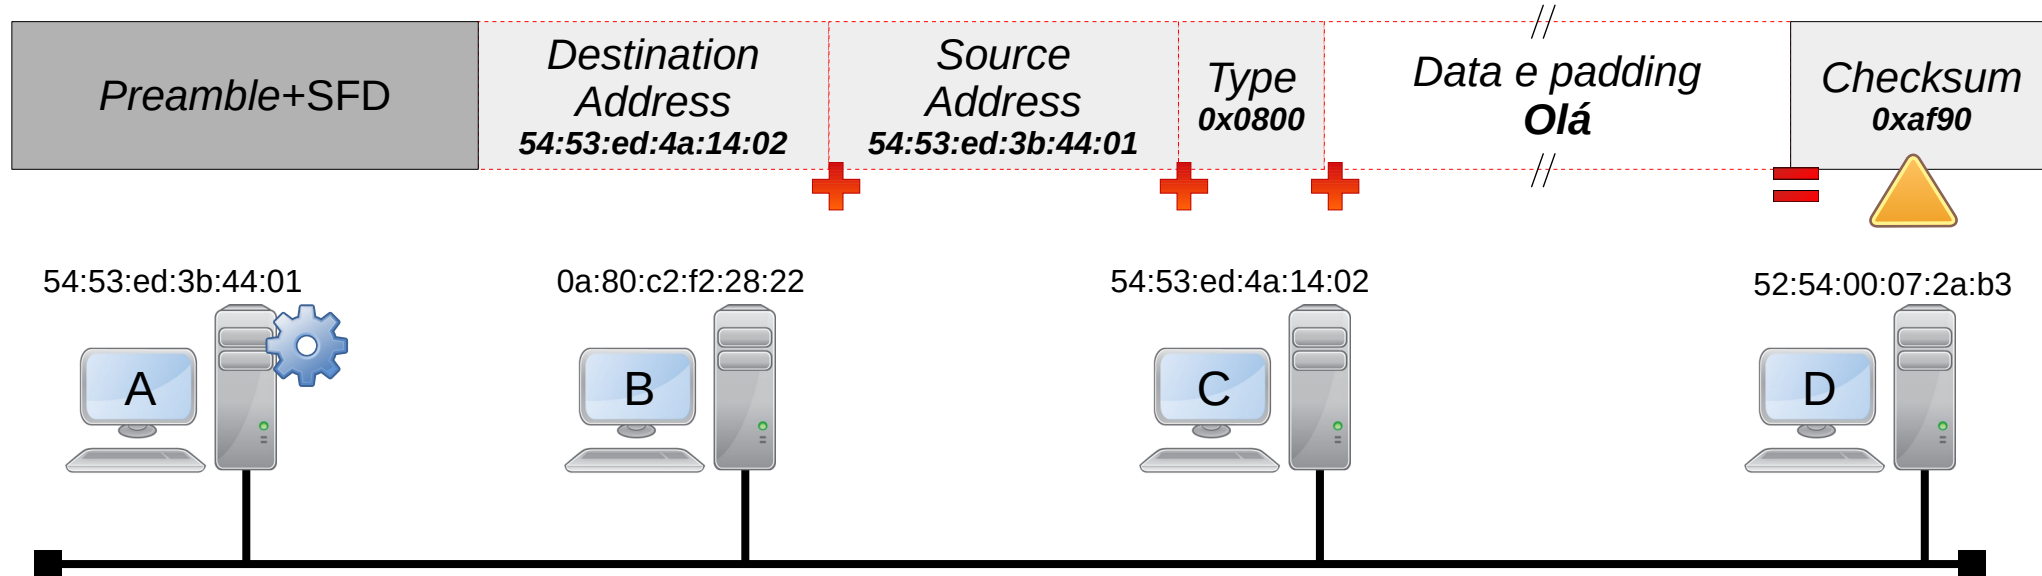 Preamble+SFD
Destination
Address
54:53:ed:4a:14:02
Source
Address
54:53:ed:3b:44:01
Type
0x0800
Data e padding
Olá
Checksum
0xaf90
54:53:ed:3b:44:01
0a:80:c2:f2:28:22
54:53:ed:4a:14:02
52:54:00:07:2a:b3
A
B
C
D